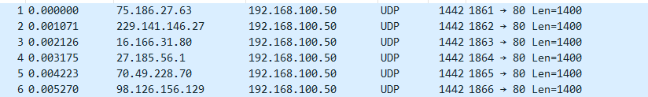 1 0.000000 75.186.27.63 192.168.100.50 UDP 1442 1861 → 80 Len=1400
2 0.001071 229.141.146.27 192.168.100.50 UDP 1442 1862 → 80 Len=1400
3 0.002126 16.166.31.80 192.168.100.50 UDP 1442 1863 → 80 Len=1400
4 0.003175 27.185.56.1 192.168.100.50 UDP 1442 1864 → 80 Len=1400
5 0.004223 70.49.228.70 192.168.100.50 UDP 1442 1865 → 80 Len=1400
6 0.005270 98.126.156.129 192.168.100.50 UDP 1442 1866 → 80 Len=1400